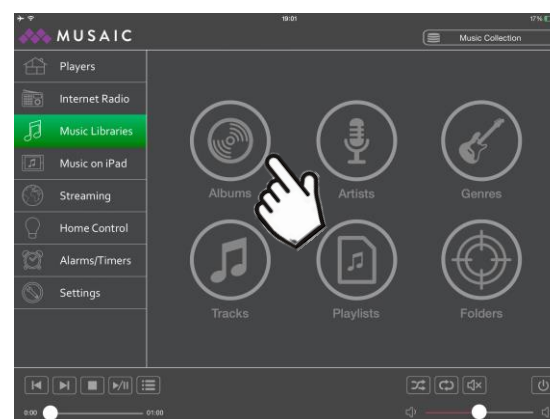 19:01
17%
MUSAIC
Music Collection
Players
Internet Radio
Music Libraries
Music on iPad
Streaming
Home Control
Alarms/Timers
Settings
Albums
Artists
Genres
Tracks
Playlists
Folders
0:00
01:00